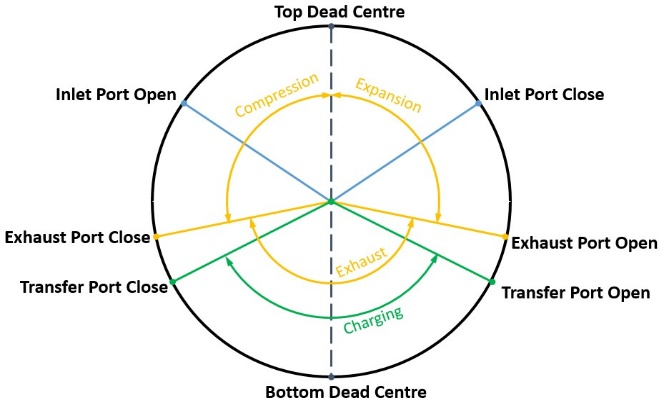 Top Dead Centre
Inlet Port Open
Compression
Expansion
Inlet Port Close
Exhaust Port Close
Exhaust Port Open
Exhaust
Transfer Port Close
Transfer Port Open
Charging
Bottom Dead Centre